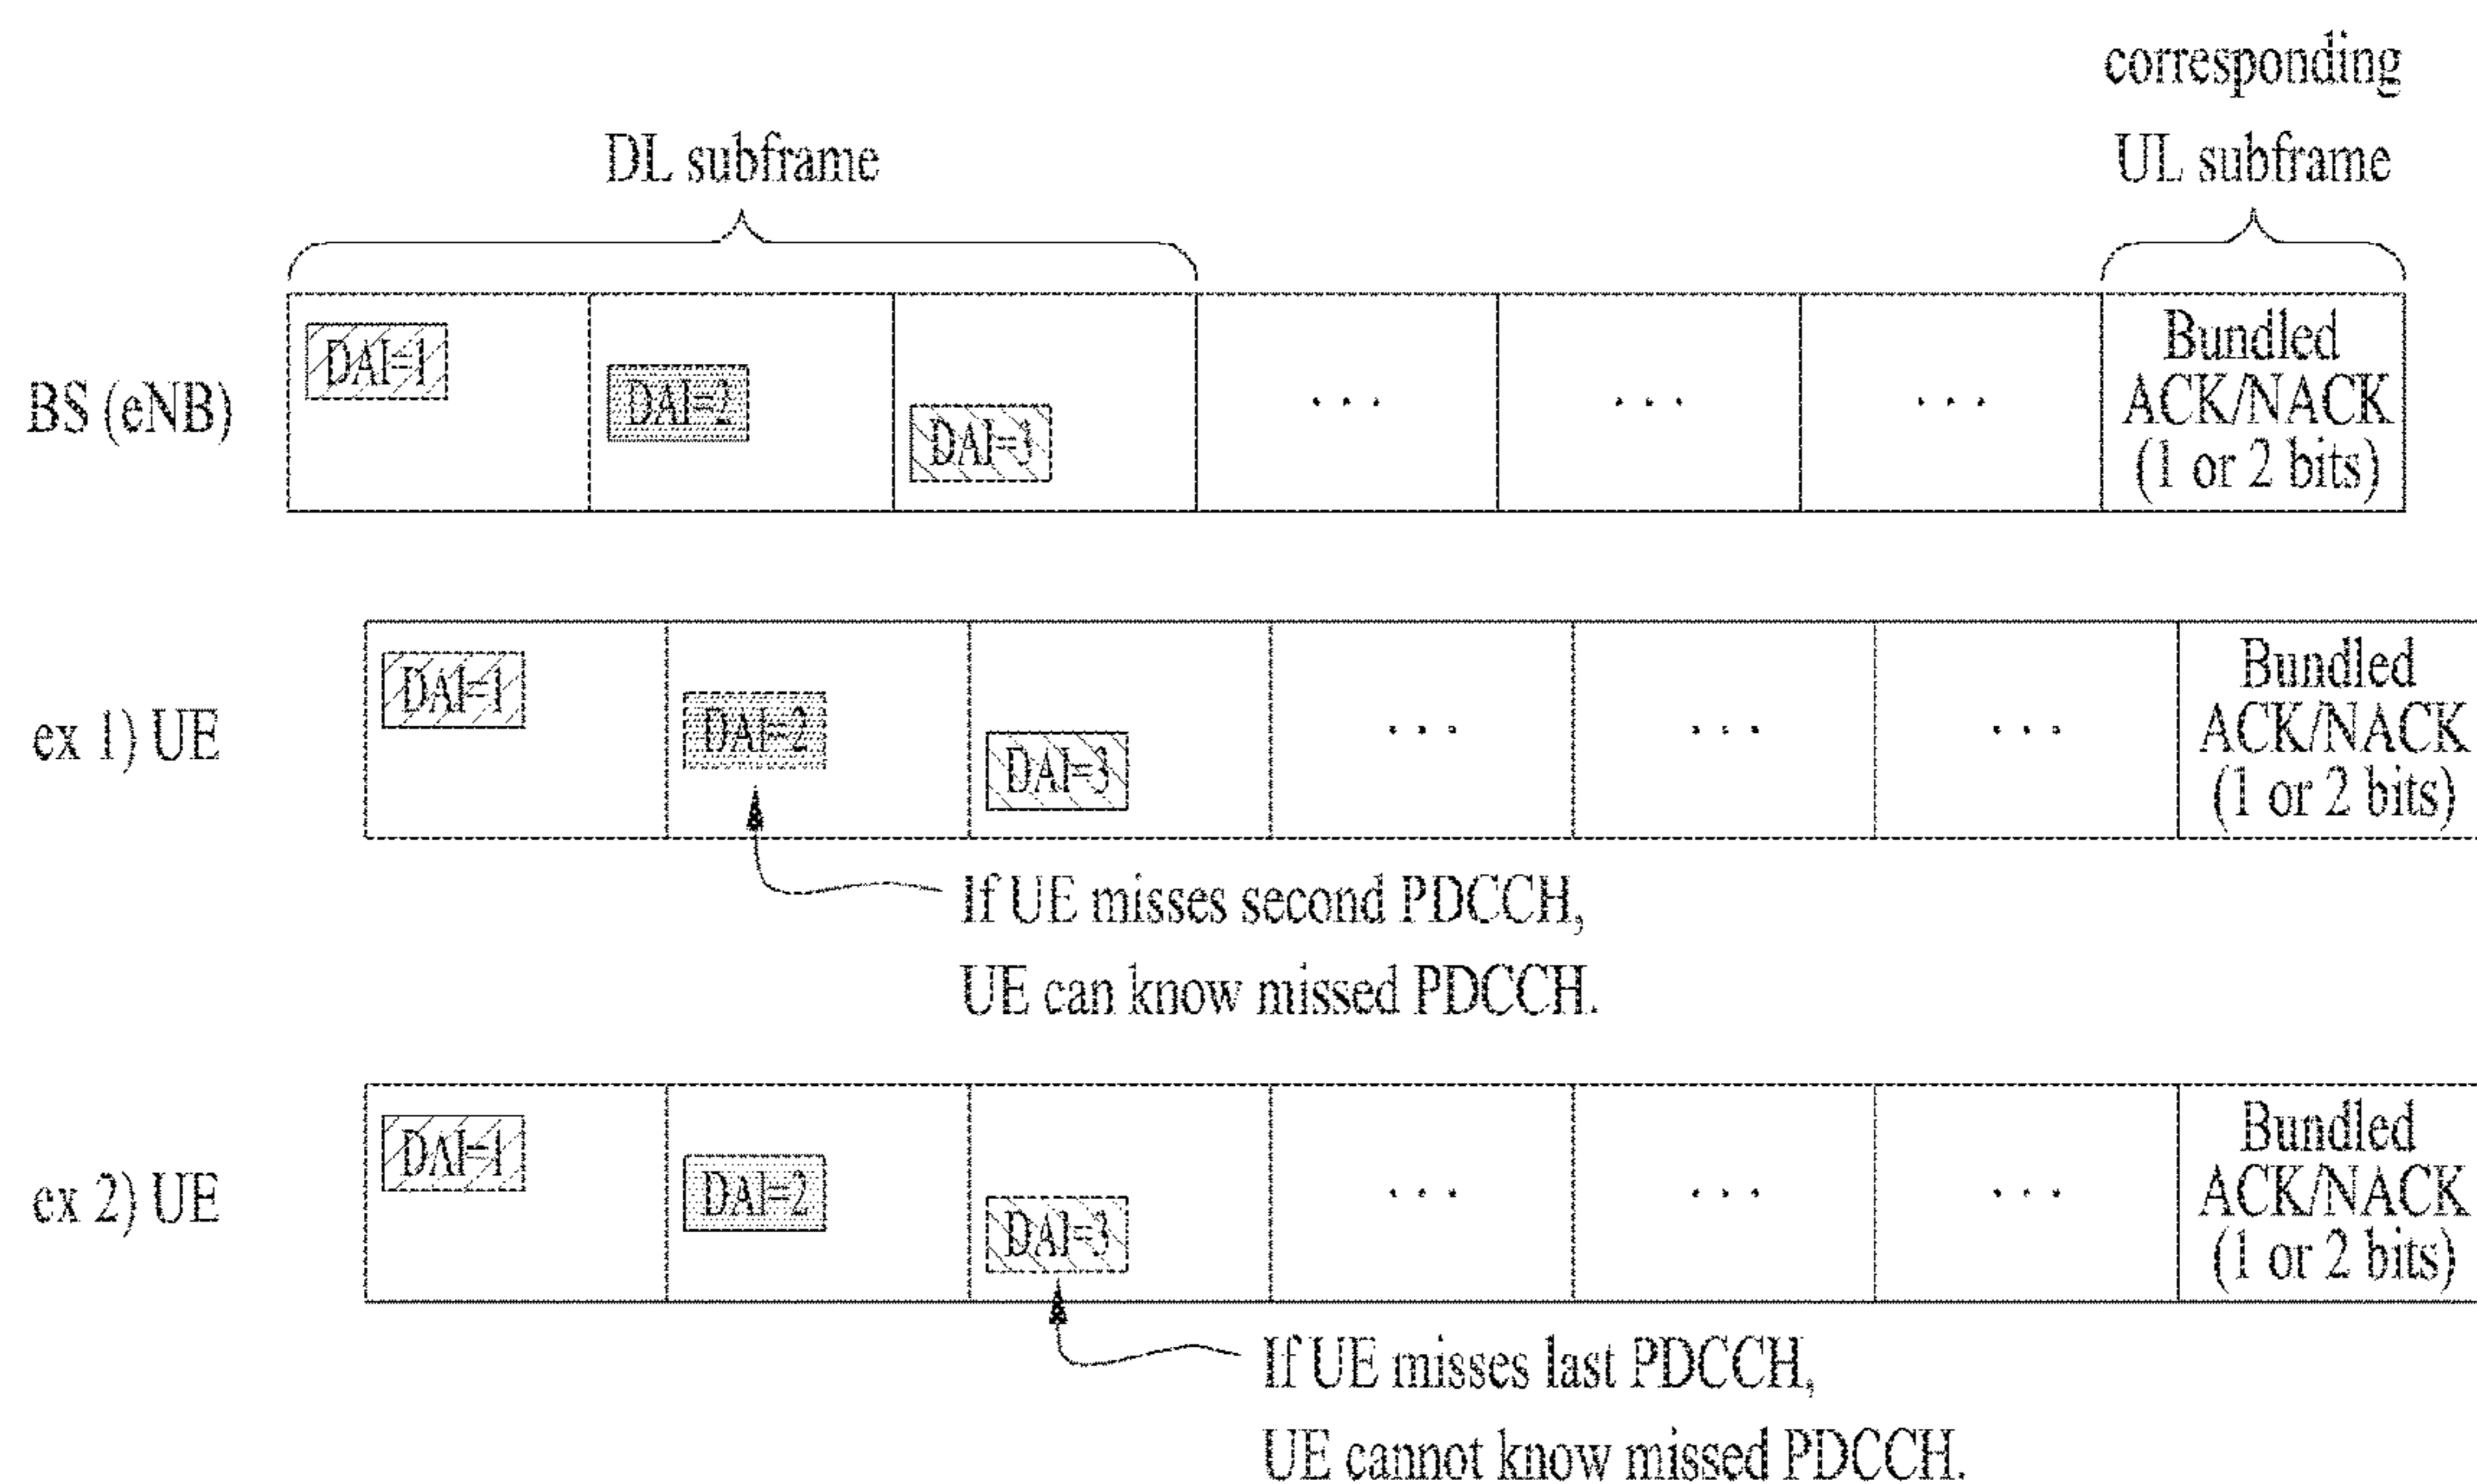 corresponding
DL subframe
UL subframe
BS (eNB)
DAI=1
DAI=2
DAI=3
...
...
...
Bundled
ACK/NACK
(1 or 2 bits)
ex 1) UE
DAI=1
DAI=2
DAI=3
...
...
...
Bundled
ACK/NACK
(1 or 2 bits)
If UE misses second PDCCH,
UE can know missed PDCCH.
ex 2) UE
DAI=1
DAI=2
DAI=3
...
...
...
Bundled
ACK/NACK
(1 or 2 bits)
If UE misses last PDCCH,
UE cannot know missed PDCCH.